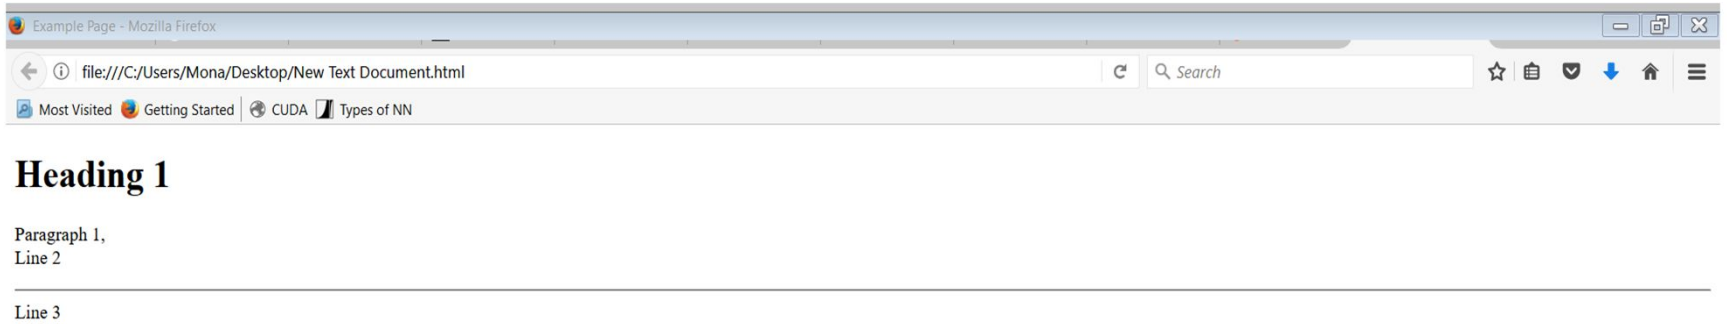 Example Page - Mozilla Firefox
file:///C:/Users/Mona/Desktop/New Text Document.html
Search
Most Visited Getting Started CUDA Types of NN
Heading 1
Paragraph 1,
Line 2
Line 3